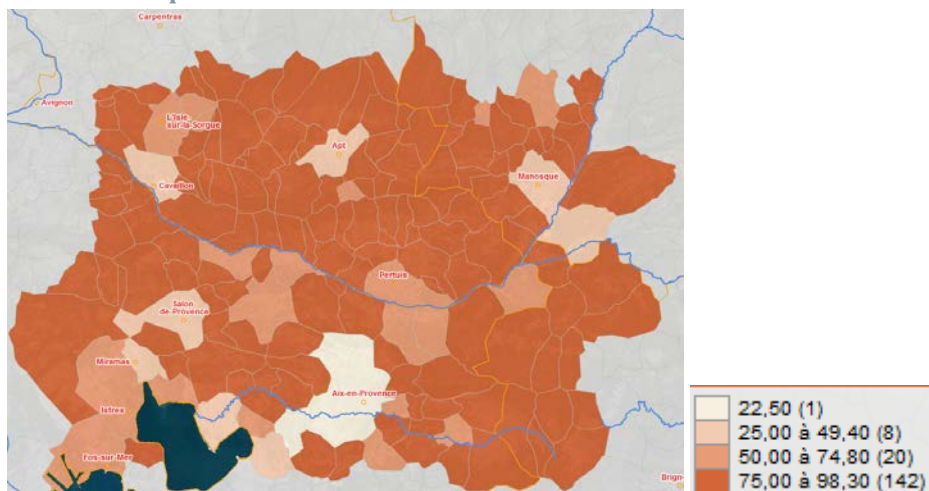 Carpentras
Avignon
L'Isle
sur-la-Sorgue
Apt
Cavaillon
Manosque
Pertuis
Salon
de-Provence
Miramas
Aix-en-Provence
Istres
Fos-sur-Mer
Brign-
22,50 (1)
25,00 à 49,40 (8)
50,00 à 74,80 (20)
75,00 à 98,30 (142)